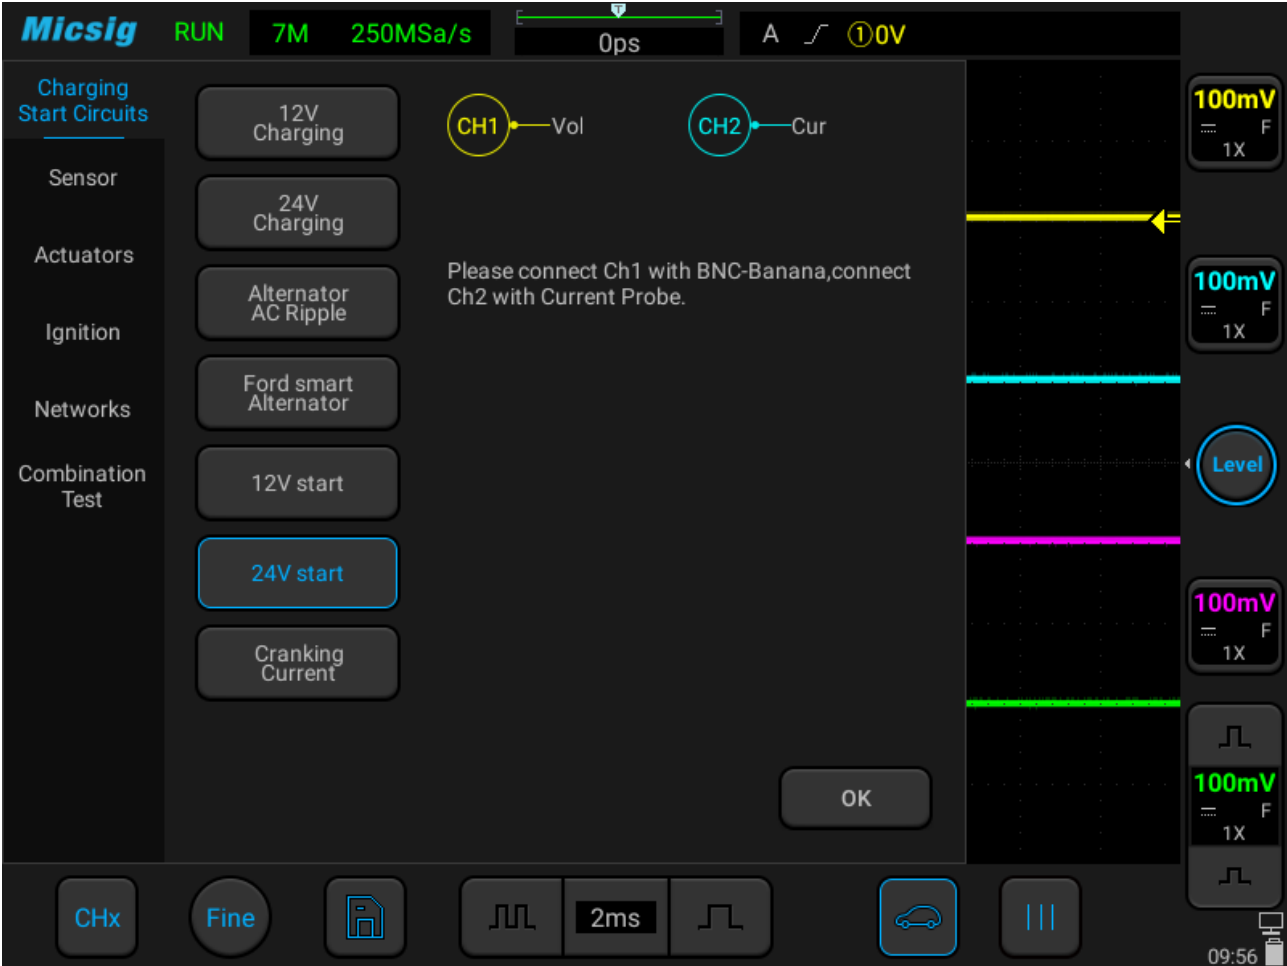 Micsig RUN 7M 250MSa/s 0ps A ①0V
T
Charging
Start Circuits
Sensor
Actuators
Ignition
Networks
Combination
Test
12V
Charging
24V
Charging
Alternator
AC Ripple
Ford smart
Alternator
12V start
24V start
Cranking
Current
CH1 Vol CH2 Cur
Please connect Ch1 with BNC-Banana,connect
Ch2 with Current Probe.
OK
100mV
F
1X
100mV
F
1X
Level
100mV
F
1X
100mV
F
1X
CHx Fine 2ms
09:56